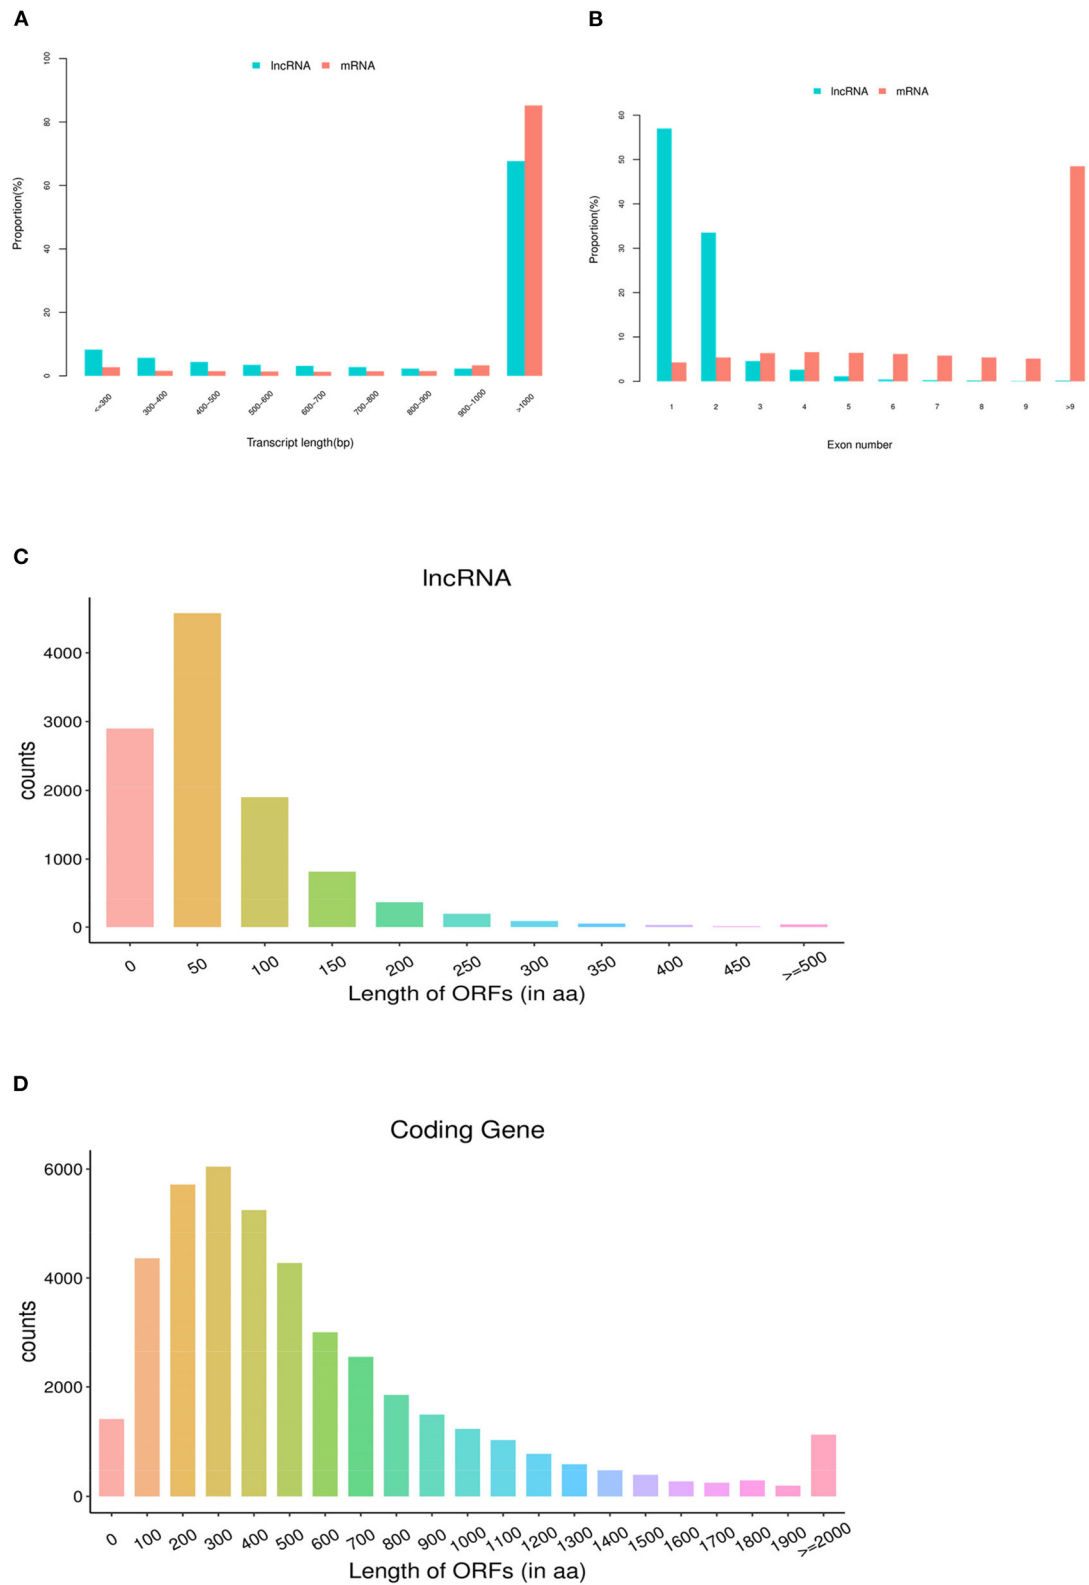 A
lncRNA mRNA
Proportion(%)
100
80
60
40
20
0
<=300 300−400 400−500 500−600 600−700 700−800 800−900 900−1000 >1000
Transcript length(bp)
B
lncRNA mRNA
Proportion(%)
60
50
40
30
20
10
0
1 2 3 4 5 6 7 8 9 >9
Exon number
C
lncRNA
counts
4000
3000
2000
1000
0
0 50 100 150 200 250 300 350 400 450 >=500
Length of ORFs (in aa)
D
Coding Gene
counts
6000
4000
2000
0
0 100 200 300 400 500 600 700 800 900 1000 1100 1200 1300 1400 1500 1600 1700 1800 1900 >=2000
Length of ORFs (in aa)